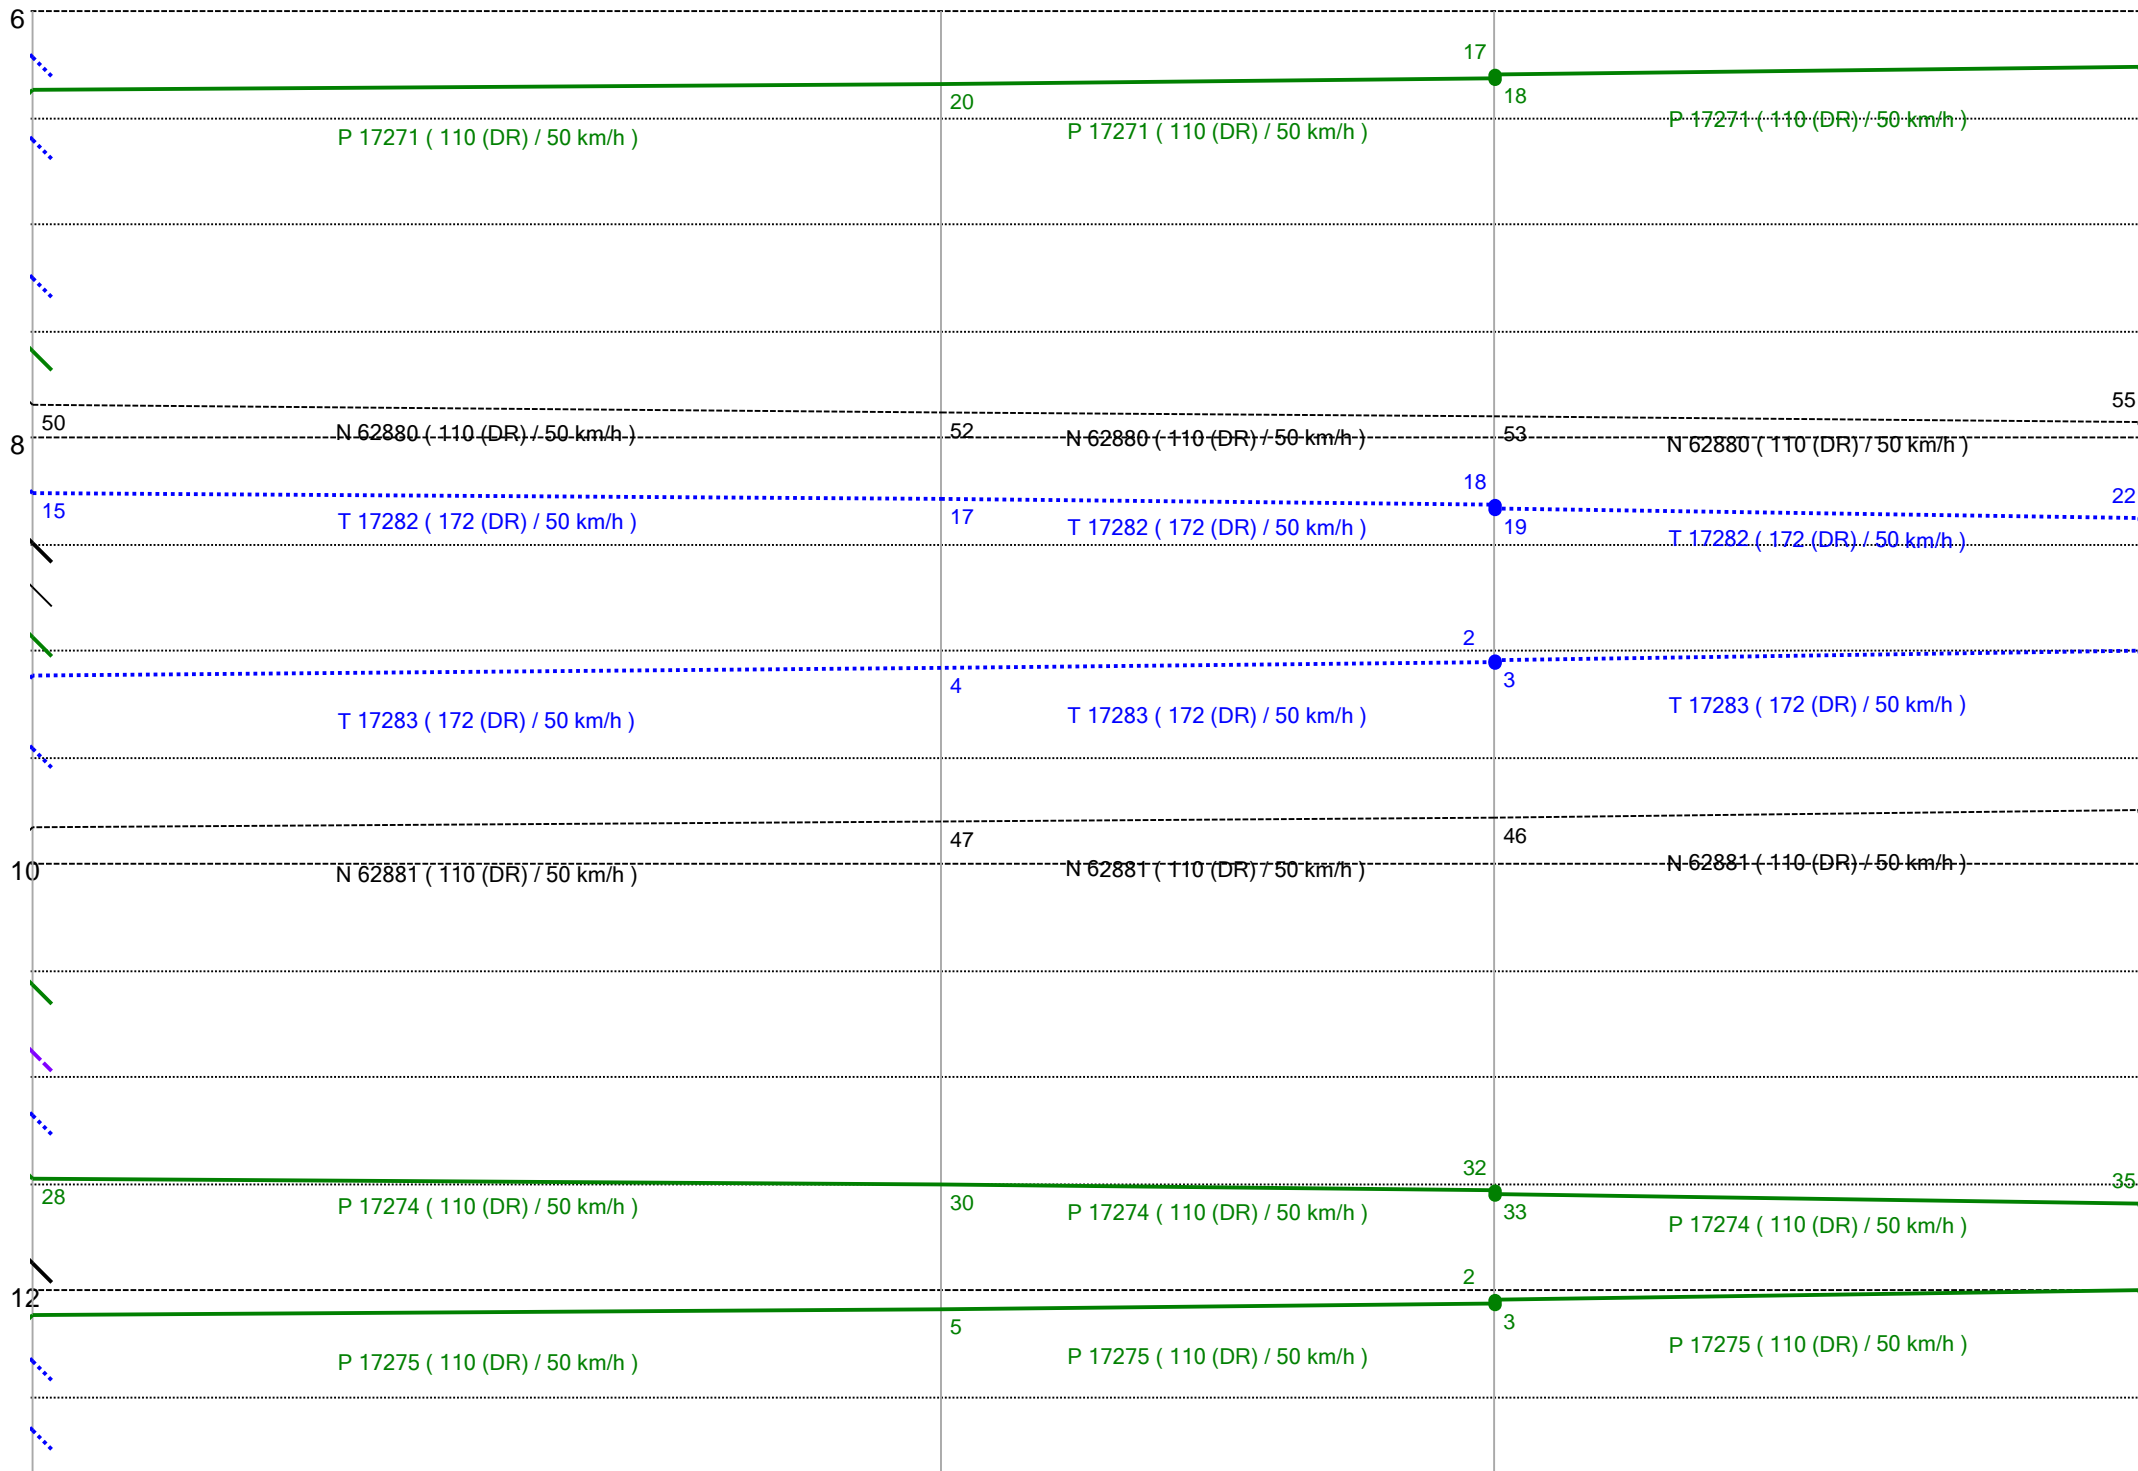 6
17
20
18
P 17271 ( 110 (DR) / 50 km/h )
P 17271 ( 110 (DR) / 50 km/h )
P 17271 ( 110 (DR) / 50 km/h )
55
50
52
53
8
N 62880 ( 110 (DR) / 50 km/h )
N 62880 ( 110 (DR) / 50 km/h )
N 62880 ( 110 (DR) / 50 km/h )
18
22
15
17
19
T 17282 ( 172 (DR) / 50 km/h )
T 17282 ( 172 (DR) / 50 km/h )
T 17282 ( 172 (DR) / 50 km/h )
2
4
3
T 17283 ( 172 (DR) / 50 km/h )
T 17283 ( 172 (DR) / 50 km/h )
T 17283 ( 172 (DR) / 50 km/h )
47
46
10
N 62881 ( 110 (DR) / 50 km/h )
N 62881 ( 110 (DR) / 50 km/h )
N 62881 ( 110 (DR) / 50 km/h )
32
35
28
30
33
P 17274 ( 110 (DR) / 50 km/h )
P 17274 ( 110 (DR) / 50 km/h )
P 17274 ( 110 (DR) / 50 km/h )
2
12
5
3
P 17275 ( 110 (DR) / 50 km/h )
P 17275 ( 110 (DR) / 50 km/h )
P 17275 ( 110 (DR) / 50 km/h )